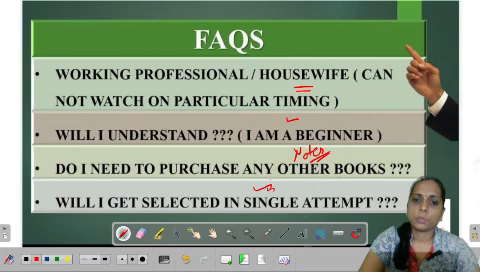 FAQS
• WORKING PROFESSIONAL / HOUSEWIFE ( CAN
NOT WATCH ON PARTICULAR TIMING )
• WILL I UNDERSTAND ??? ( I AM A BEGINNER )
Notes
• DO I NEED TO PURCHASE ANY OTHER BOOKS ???
• WILL I GET SELECTED IN SINGLE ATTEMPT ???